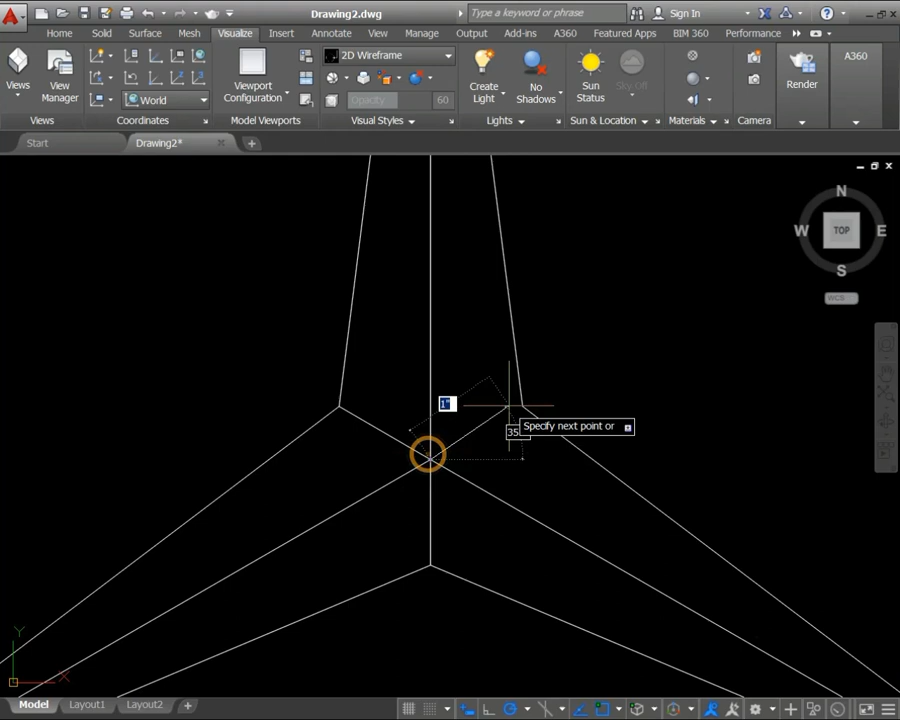 Drawing2.dwg
Type a keyword or phrase
Sign In
Home
Solid
Surface
Mesh
Visualize
Insert
Annotate
View
Manage
Output
Add-ins
A360
Featured Apps
BIM 360
Performance
Views
View
Manager
World
Viewport
Configuration
2D Wireframe
Opacity
60
Create
Light
No
Shadows
Sun
Status
Sky Off
Render
A360
Views
Coordinates
Model Viewports
Visual Styles
Lights
Sun & Location
Materials
Camera
Start
Drawing2*
N
W
TOP
E
S
WCS
1"
35
Specify next point or
Y
X
Model
Layout1
Layout2